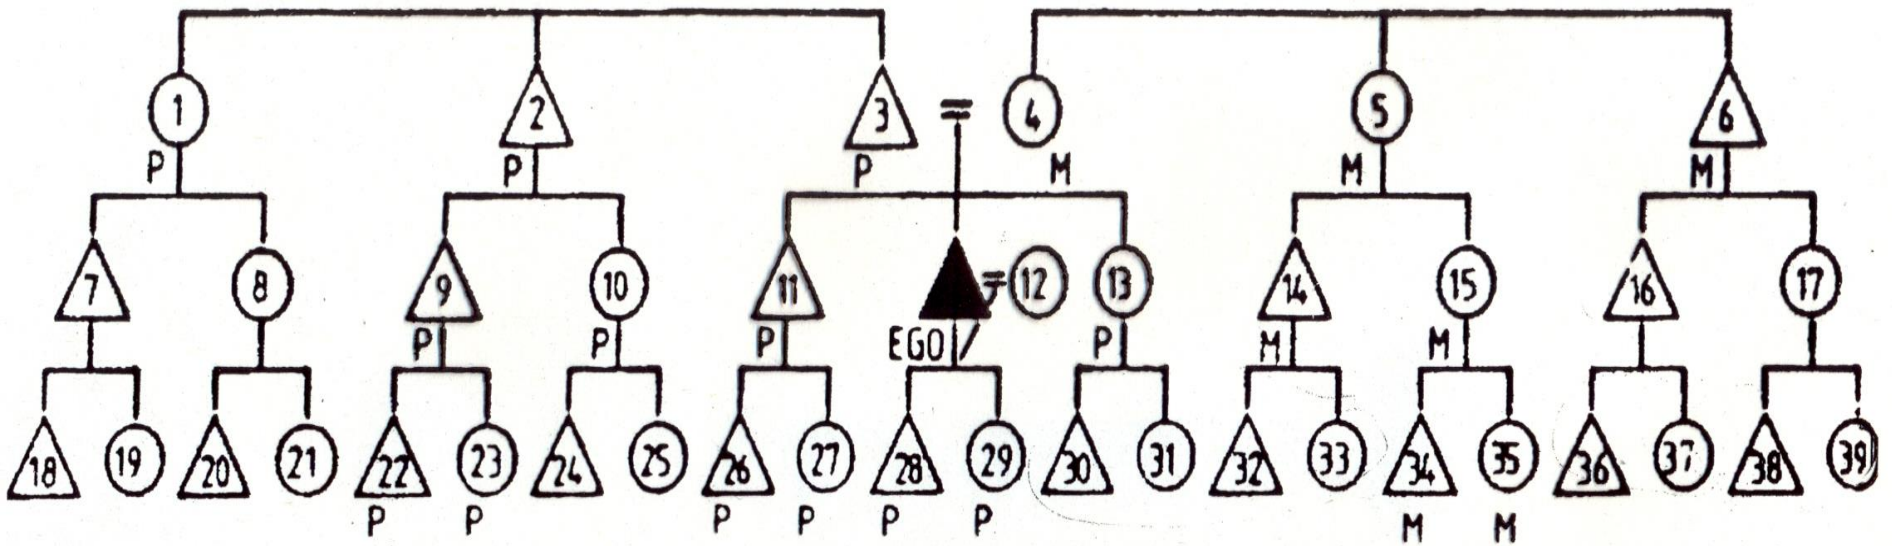 1 2 3 = 4 5 6
P P P M M M
7 8 9 10 11 = 12 13 14 15 16 17
P P P EGO P M M
18 19 20 21 22 23 24 25 26 27 28 29 30 31 32 33 34 35 36 37 38 39
P P P P P P M M